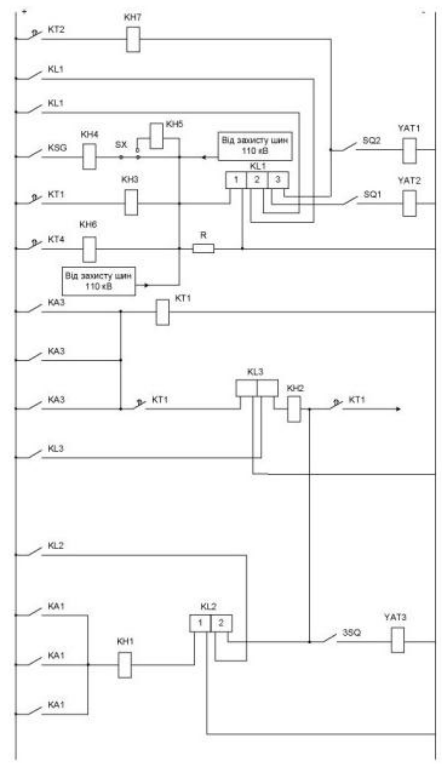 + -
KT2 KH7
KL1
KL1
KH5
KSG KH4 SX
Від захисту шин
110 кВ
SQ2 YAT1
KL1
KT1 KH3 1 2 3
SQ1 YAT2
KT4 KH6 R
Від захисту шин
110 кВ
KA3 KT1
KA3
KL3
KA3 KT1 KH2 KT1
KL3
KL2
KA1 KL2 YAT3
1 2
3SQ
KA1 KH1
KA1